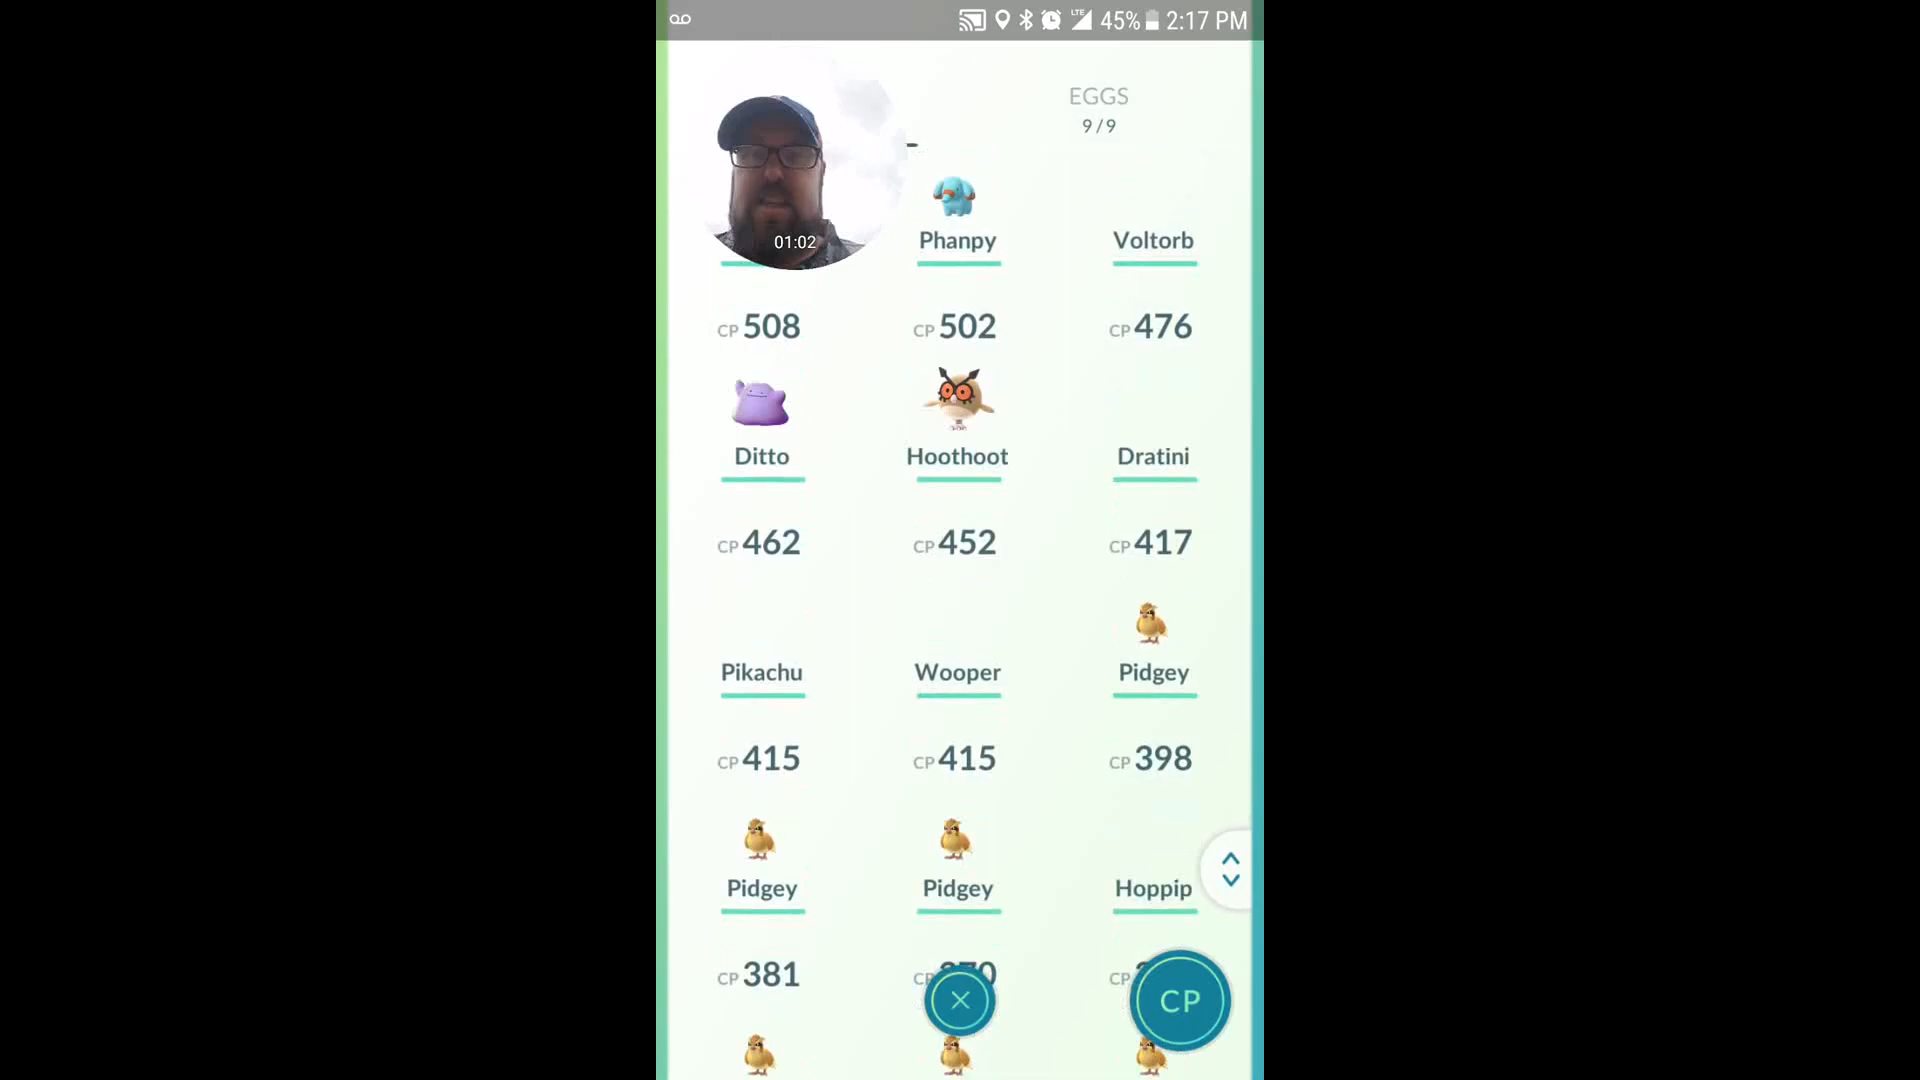 45% 2:17 PM
LTE
EGGS
9/9
01:02
Phanpy
Voltorb
CP 508
CP 502
CP 476
Ditto
Hoothoot
Dratini
CP 462
CP 452
CP 417
Pikachu
Wooper
Pidgey
CP 415
CP 415
CP 398
Pidgey
Pidgey
Hoppip
CP 381
CP
CP
CP